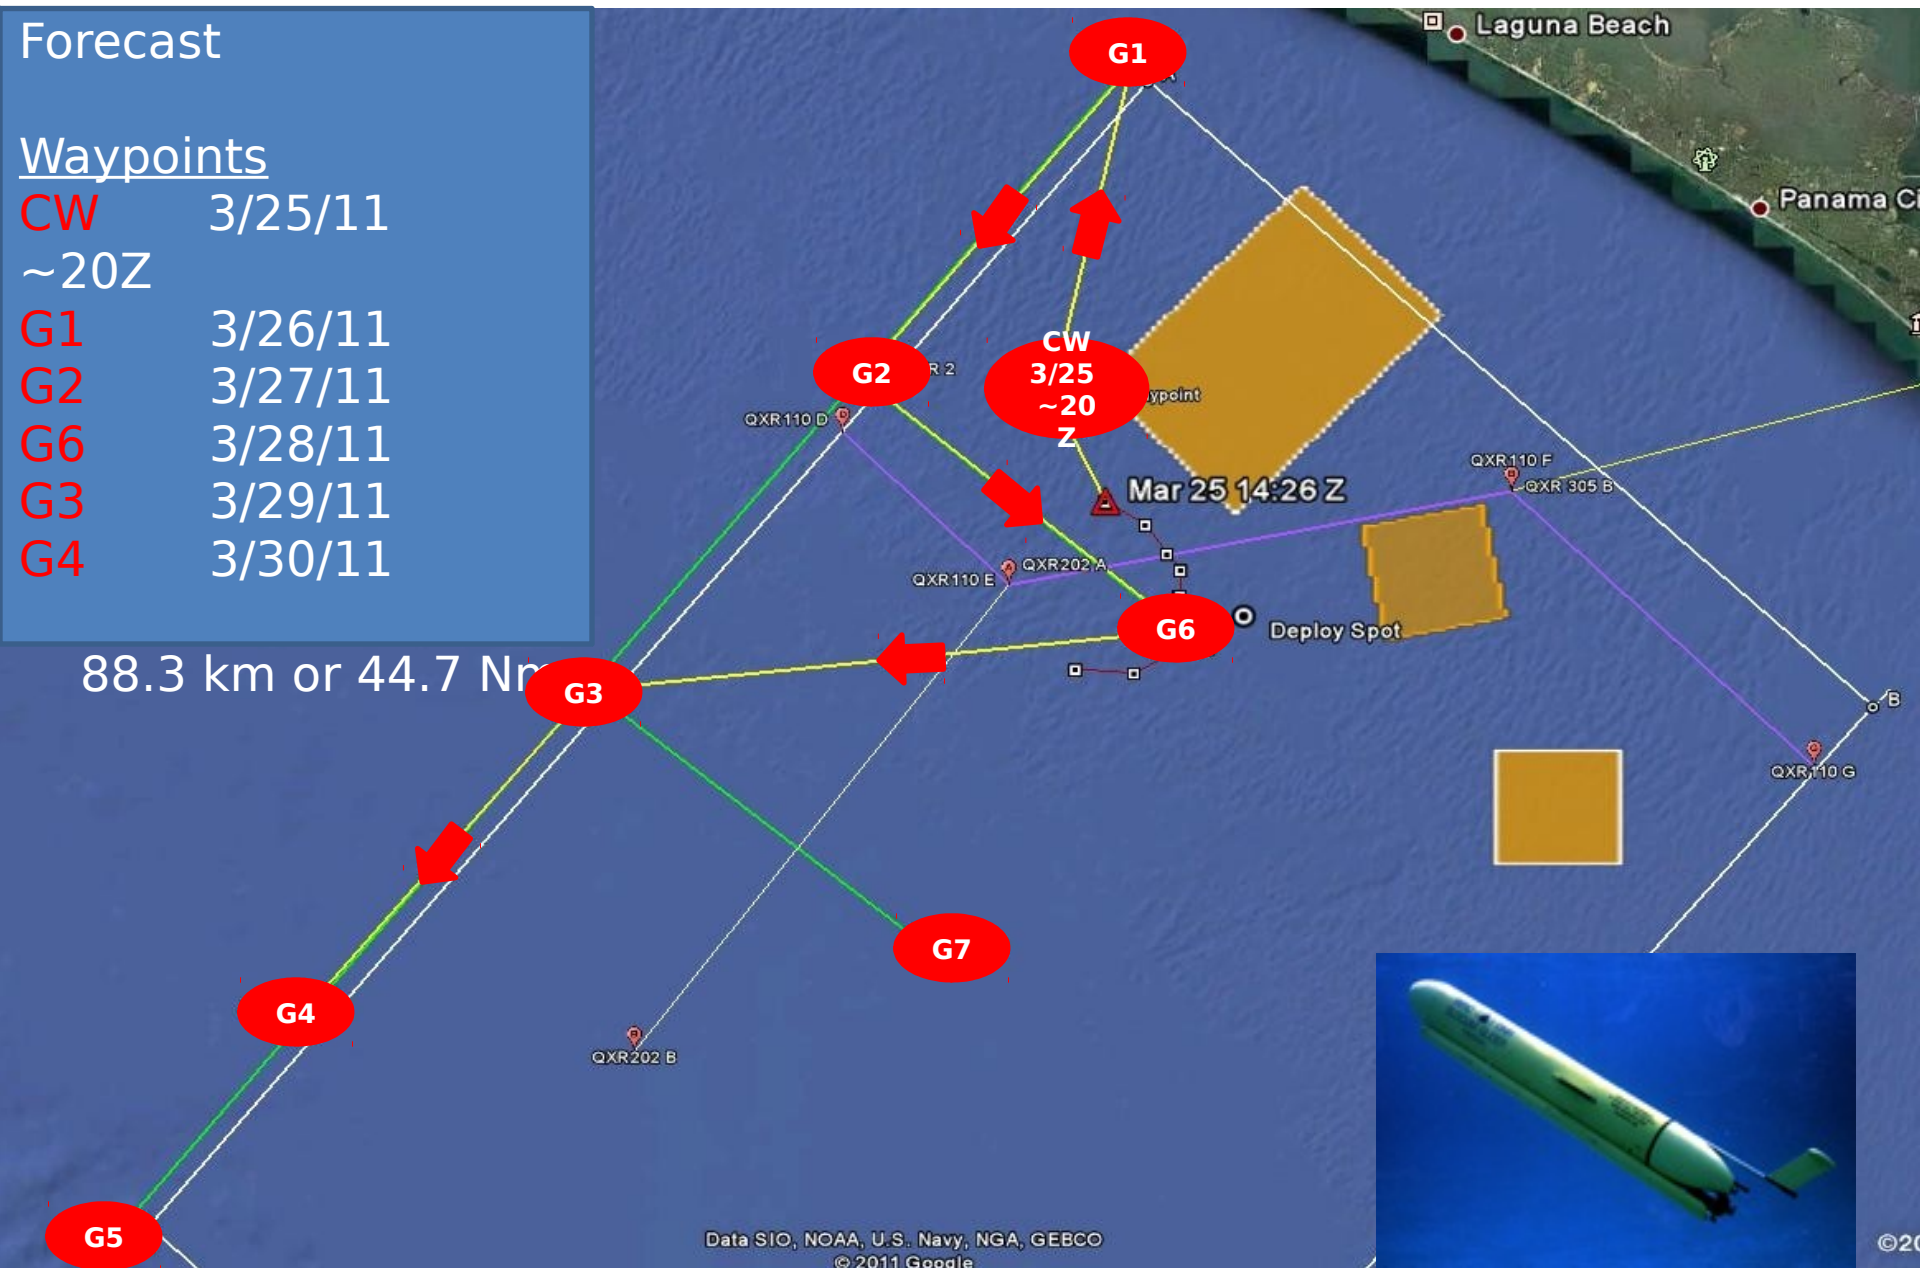 Forecast
Waypoints
CW 3/25/11
~20Z
G1 3/26/11
G2 3/27/11
G6 3/28/11
G3 3/29/11
G4 3/30/11
88.3 km or 44.7 Nm
G1
A
Laguna Beach
Panama Ci
G2
R 2
CW
3/25
~20
Z
ypoint
QXR110 D
Mar 25 14:26 Z
QXR110 F
QXR 305 B
QXR202 A
QXR110 E
G6
Deploy Spot
G3
B
QXR110 G
G7
G4
QXR202 B
G5
Data SIO, NOAA, U.S. Navy, NGA, GEBCO
© 2011 Google
©20